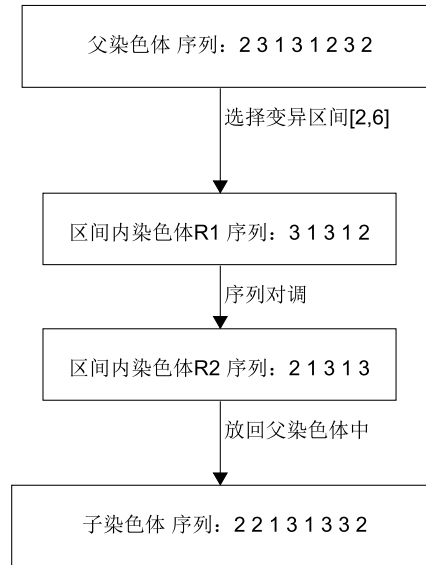 父染色体 序列：2 3 1 3 1 2 3 2
选择变异区间[2,6]
区间内染色体R1 序列：3 1 3 1 2
序列对调
区间内染色体R2 序列：2 1 3 1 3
放回父染色体中
子染色体 序列：2 2 1 3 1 3 3 2